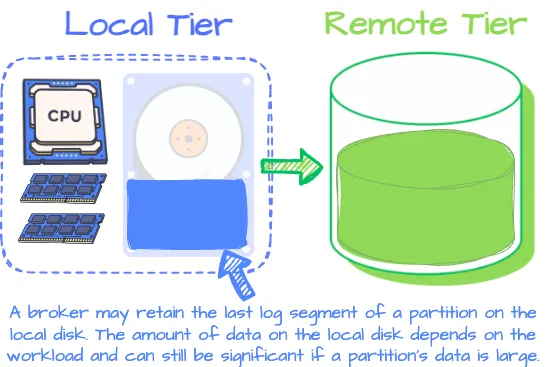 Local Tier
Remote Tier
CPU
A broker may retain the last log segment of a partition on the
local disk. The amount of data on the local disk depends on the
workload and can still be significant if a partition's data is large.